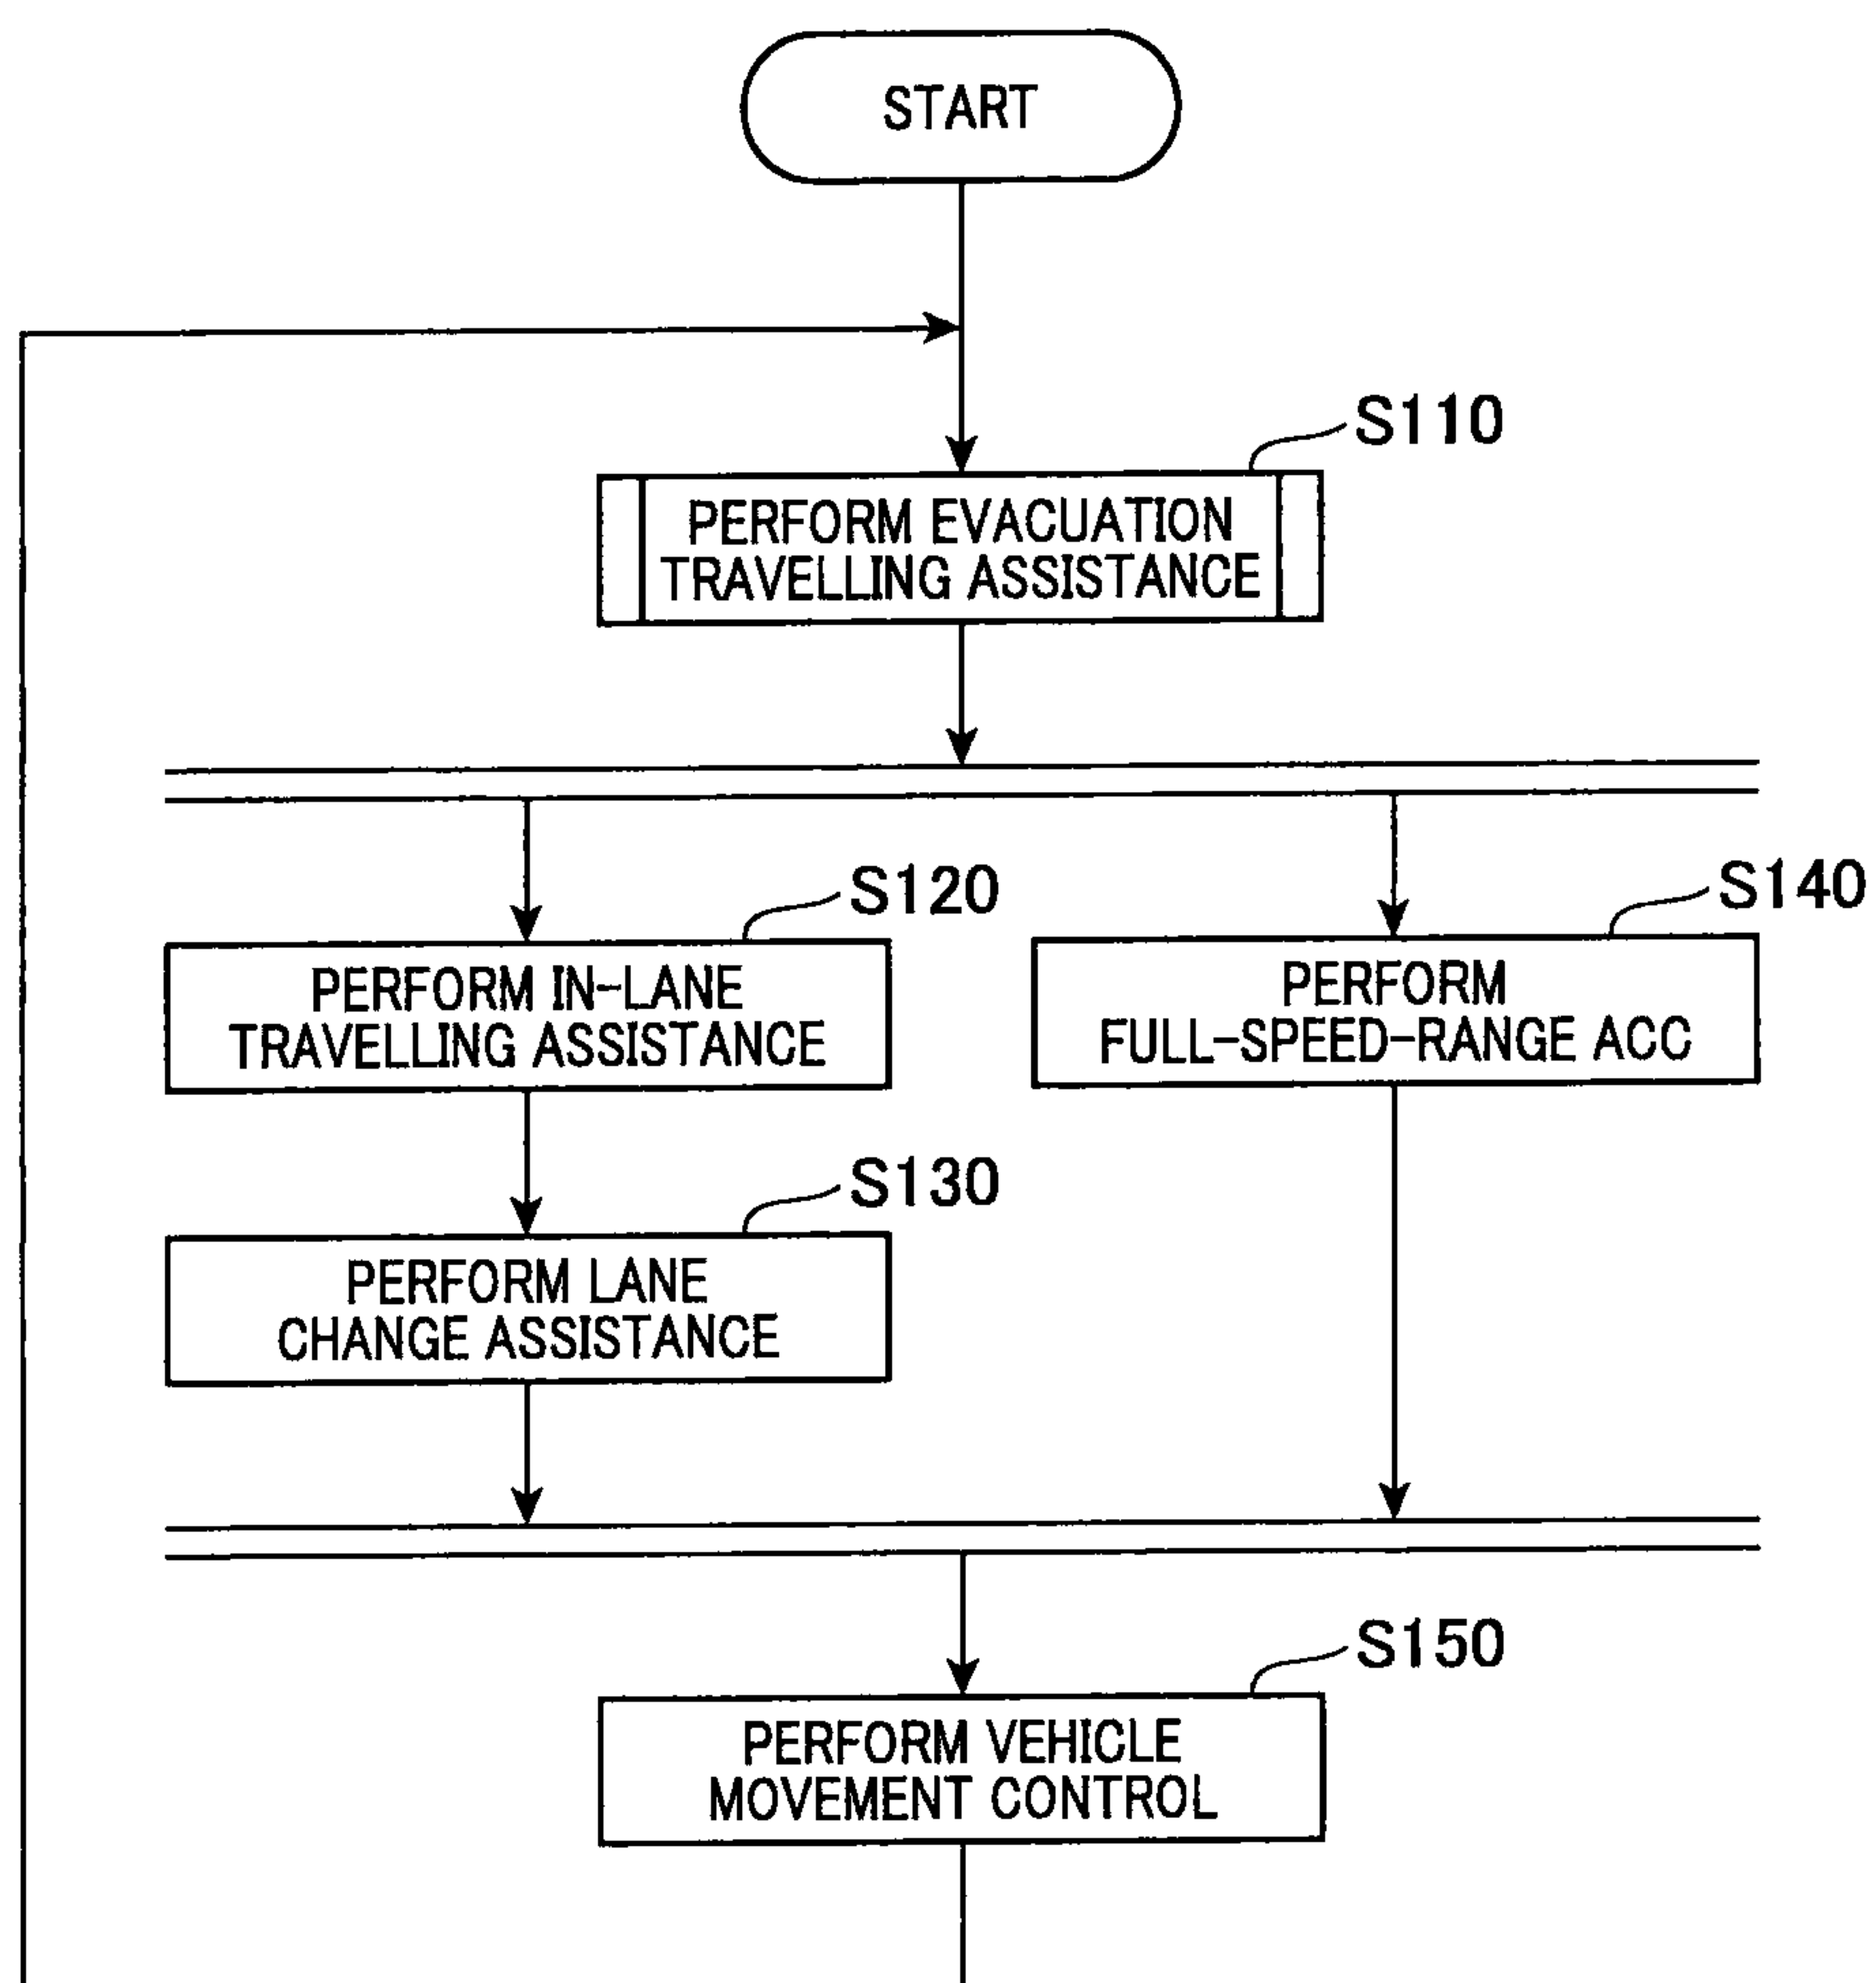 START
S110
PERFORM EVACUATION
TRAVELLING ASSISTANCE
S120
PERFORM IN-LANE
TRAVELLING ASSISTANCE
S140
PERFORM
FULL-SPEED-RANGE ACC
S130
PERFORM LANE
CHANGE ASSISTANCE
S150
PERFORM VEHICLE
MOVEMENT CONTROL